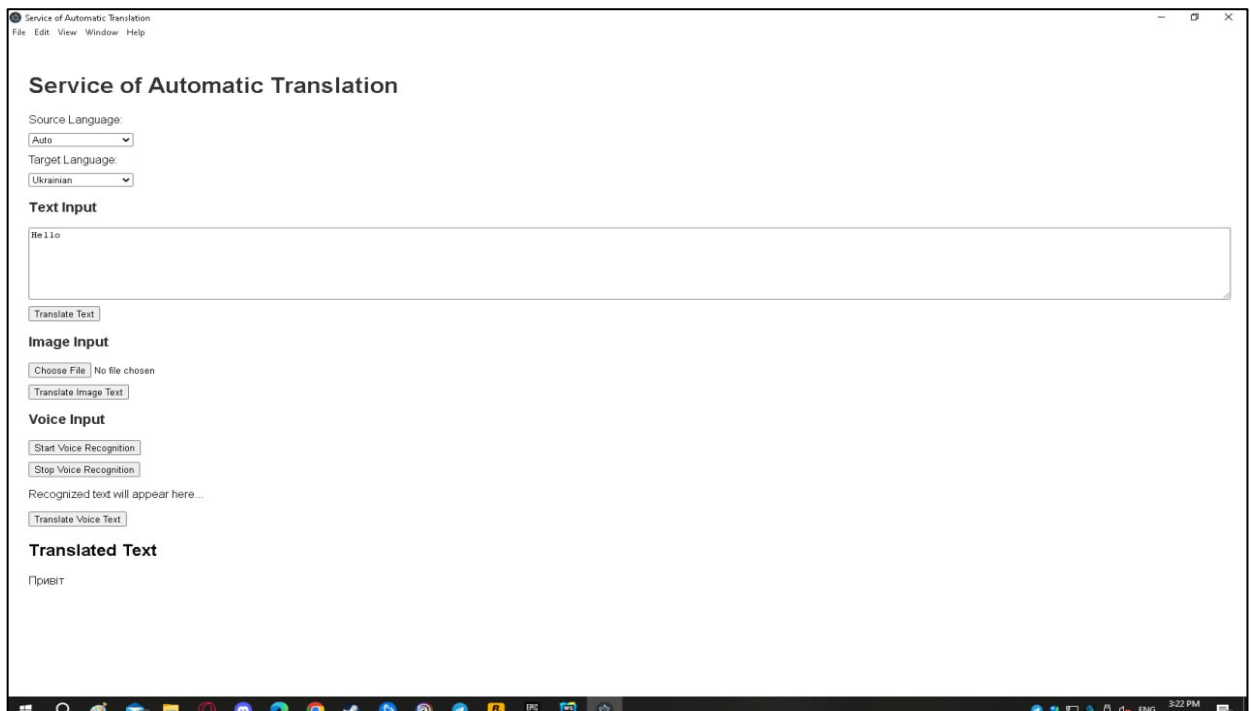 Service of Automatic Translation
File Edit View Window Help
Service of Automatic Translation
Source Language:
Auto
Target Language:
Ukrainian
Text Input
Hello
Translate Text
Image Input
Choose File No file chosen
Translate Image Text
Voice Input
Start Voice Recognition
Stop Voice Recognition
Recognized text will appear here...
Translate Voice Text
Translated Text
Привіт
EPIC
WS
ENG
3:22 PM